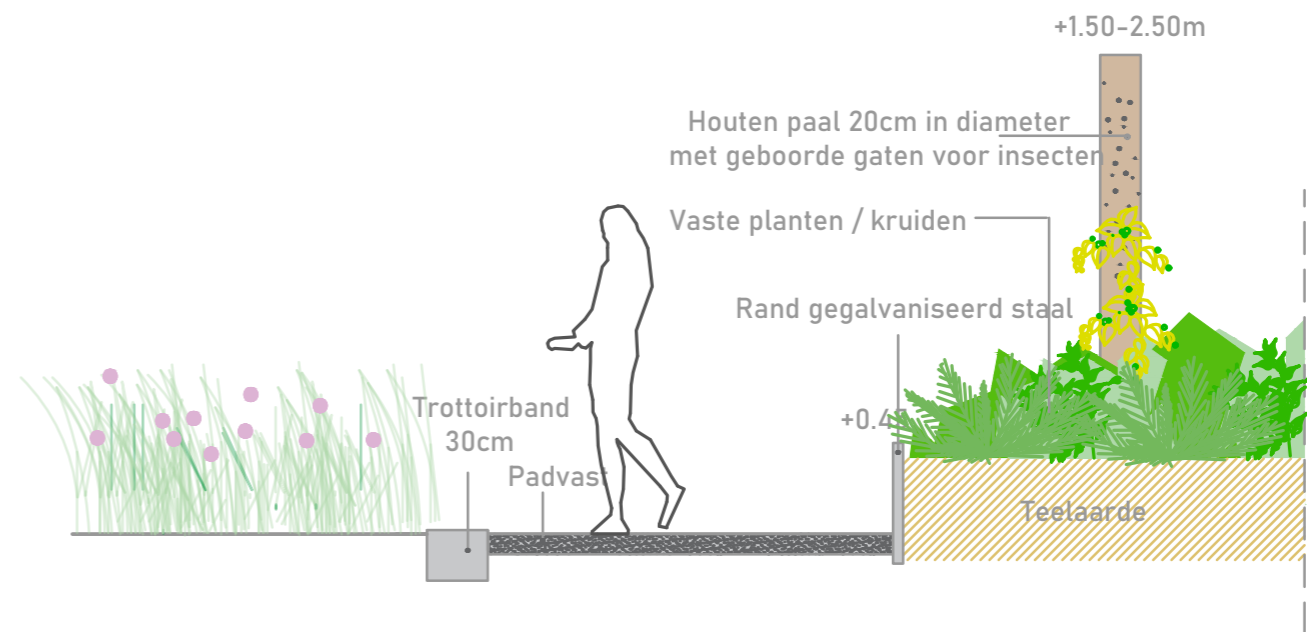 +1.50-2.50m
Houten paal 20cm in diameter
met geboorde gaten voor insecten
Vaste planten / kruiden
Rand gegalvaniseerd staal
Trottoirband
30cm
Padvast
Teelaarde